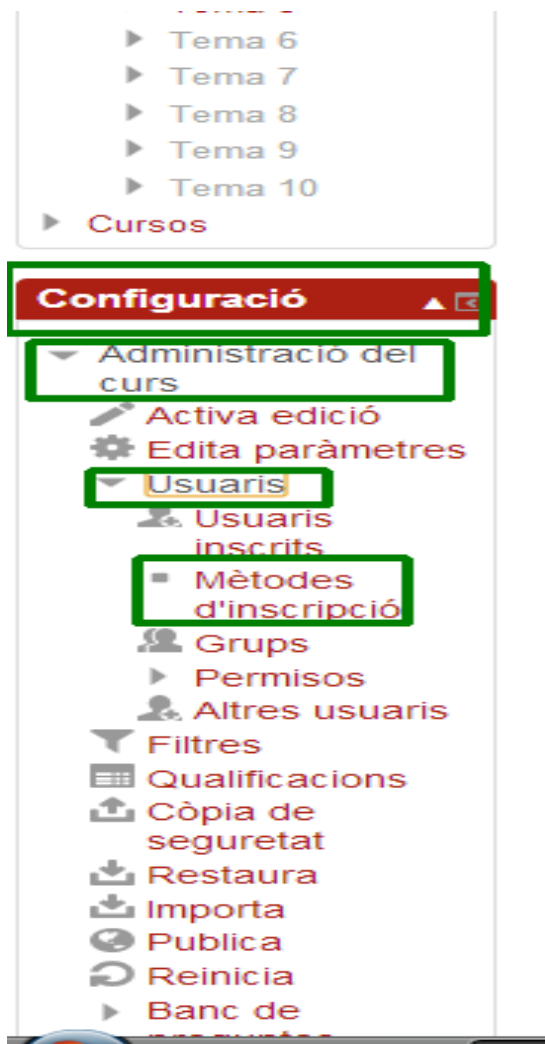 Tema 6
Tema 7
Tema 8
Tema 9
Tema 10
Cursos
Configuració
Administració del
curs
Activa edició
Edita paràmetres
Usuaris
Usuaris
inscrits
Mètodes
d'inscripció
Grups
Permisos
Altres usuaris
Filtres
Qualificacions
Còpia de
seguretat
Restaura
Importa
Publica
Reinicia
Banc de